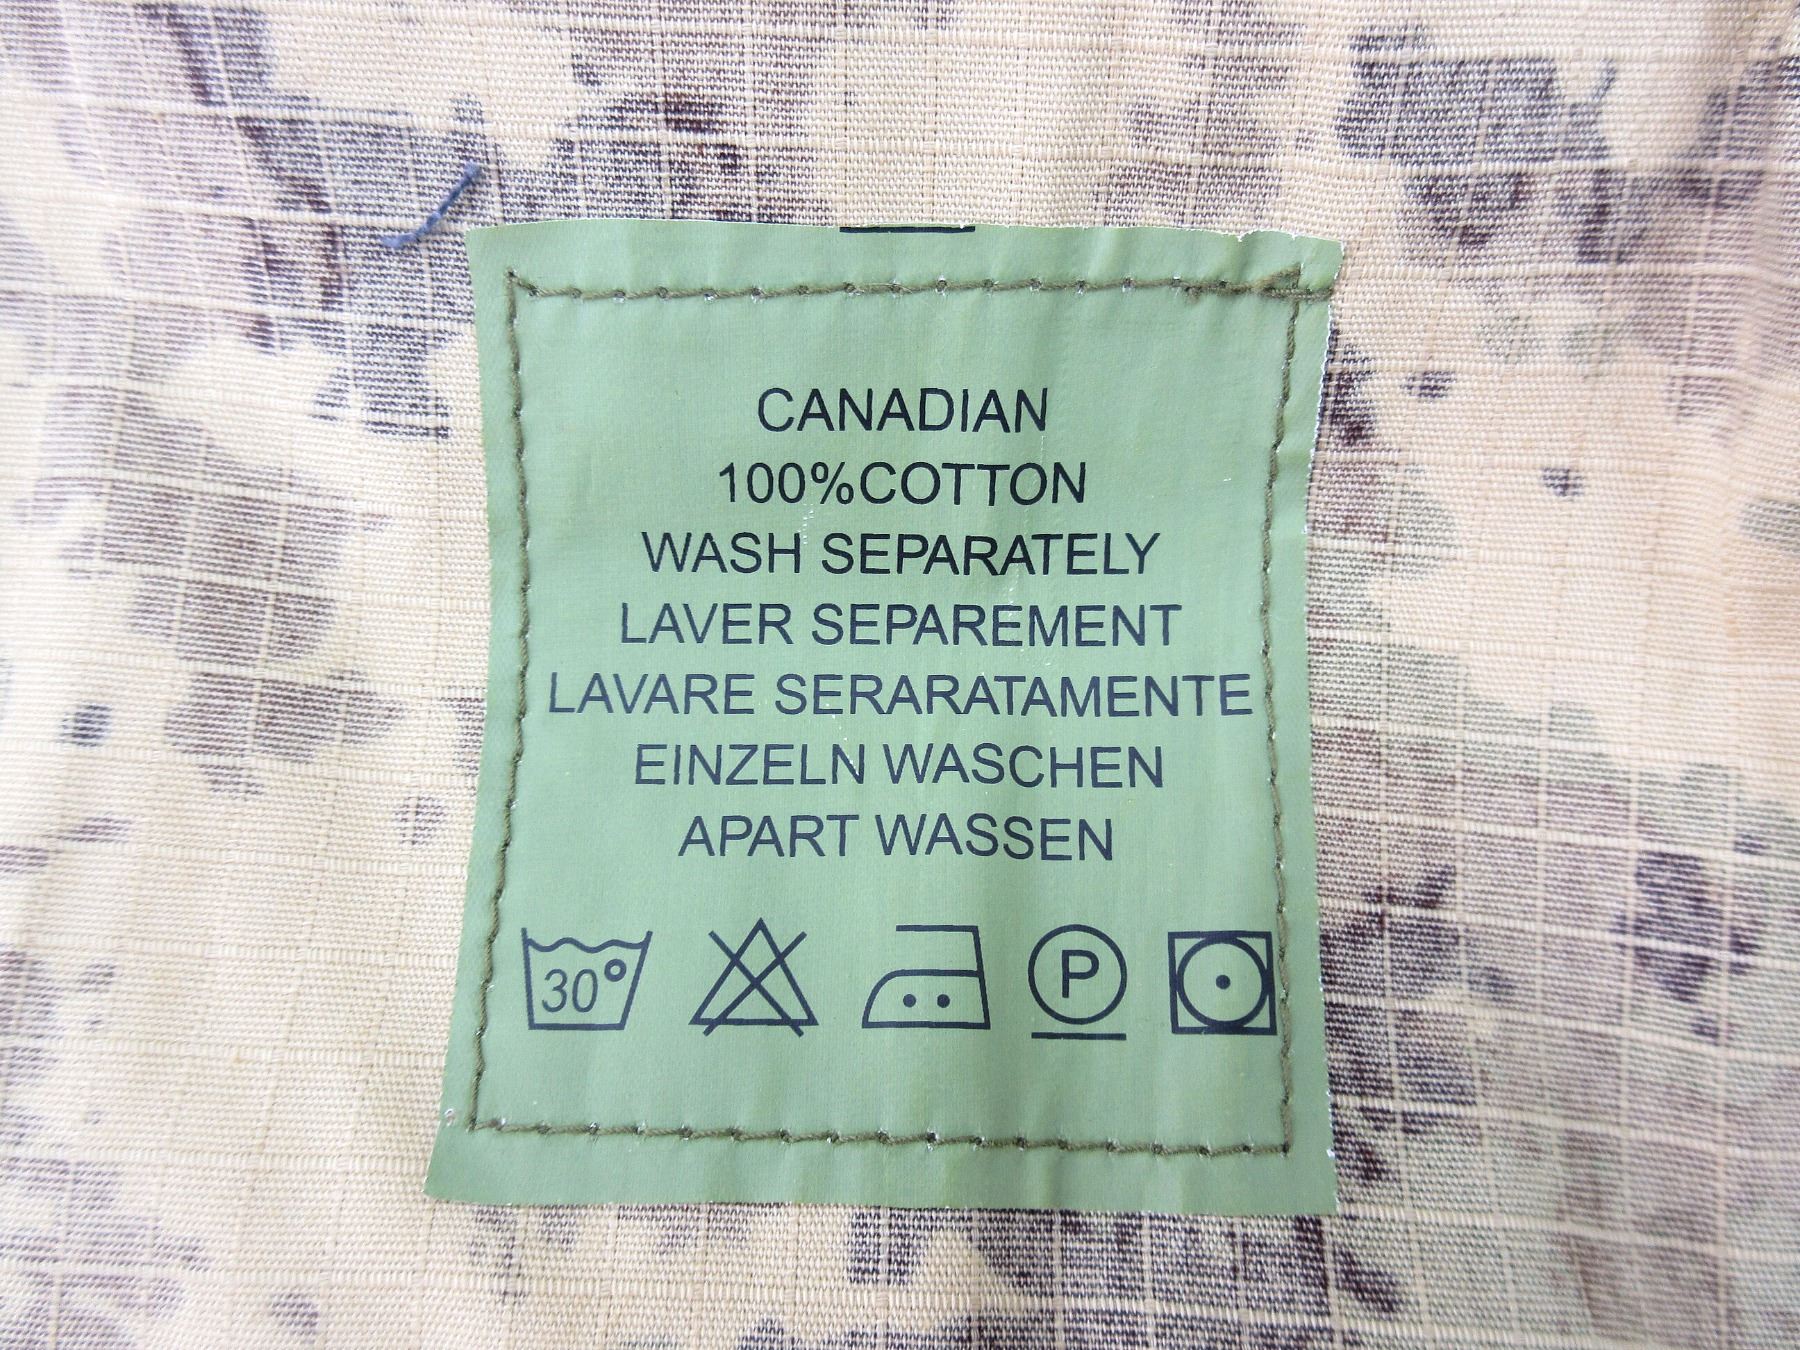 CANADIAN
100%COTTON
WASH SEPARATELY
LAVER SEPAREMENT
LAVARE SERARATAMENTE
EINZELN WASCHEN
APART WASSEN
30° P